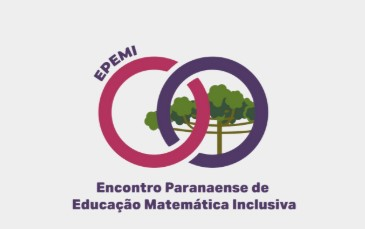 EPEMI
Encontro Paranaense de
Educação Matemática Inclusiva